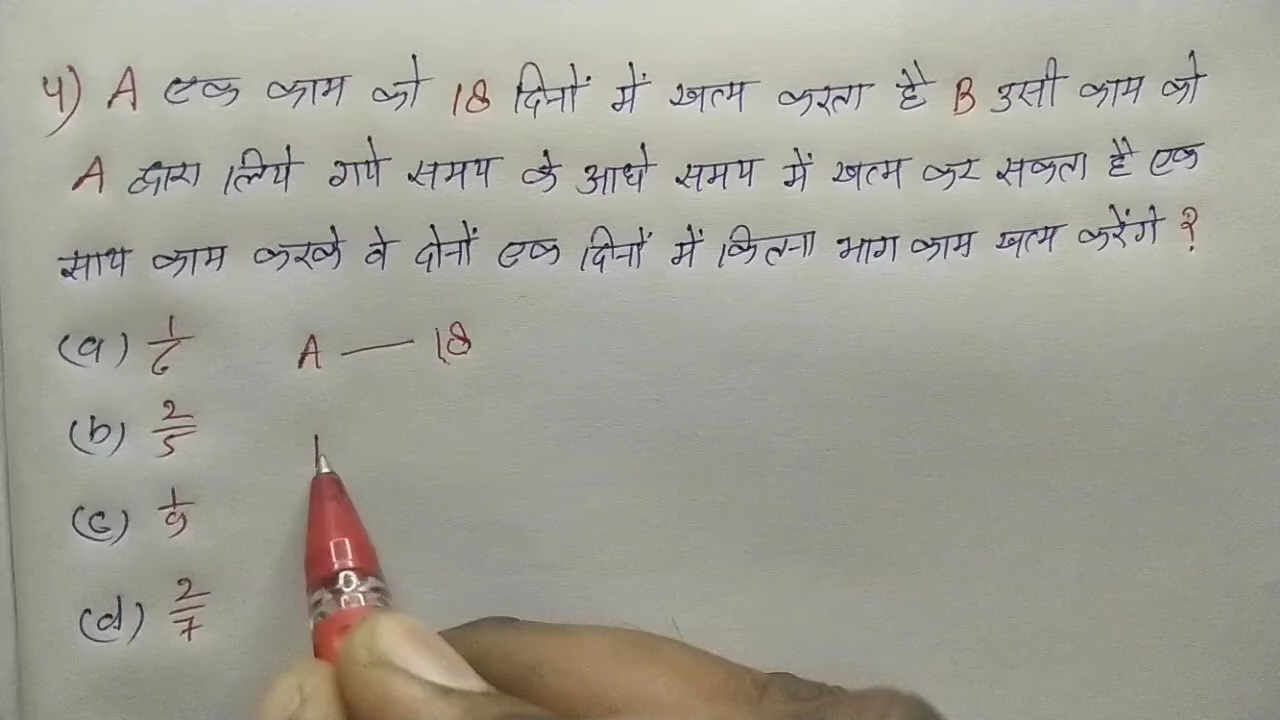 4) A एक काम को 18 दिनों में खत्म करता है B उसी काम को
A द्वारा लिये गये समय के आधे समय में खत्म कर सकता है एक
साथ काम करके वे दोनों एक दिनों में कितना भाग काम खत्म करेंगे ?
(a) 1/6 A — 18
(b) 2/5
(c) 1/9
(d) 2/7